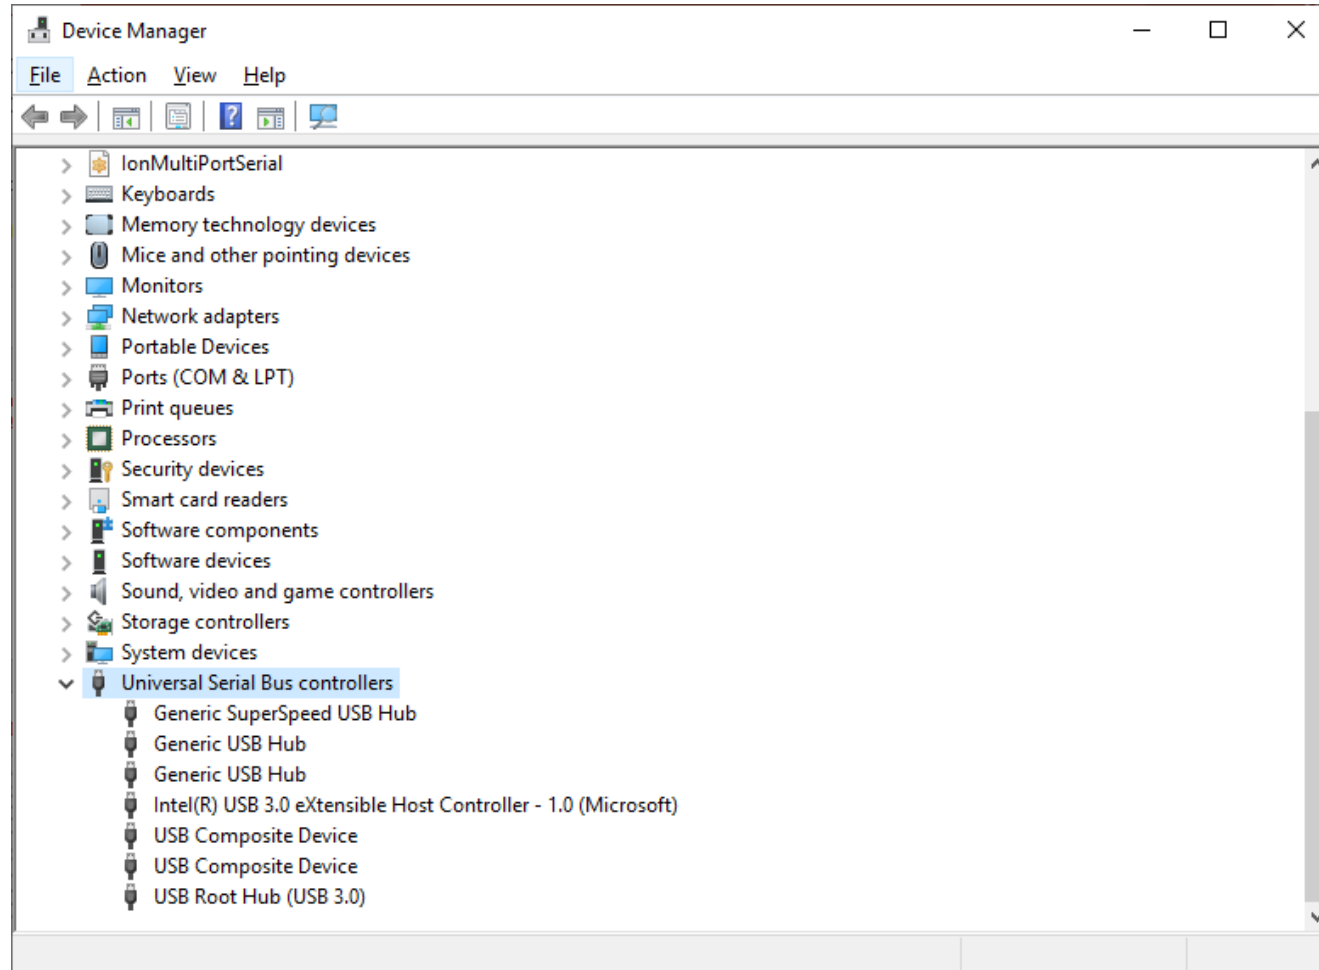 Device Manager
File Action View Help
IonMultiPortSerial
Keyboards
Memory technology devices
Mice and other pointing devices
Monitors
Network adapters
Portable Devices
Ports (COM & LPT)
Print queues
Processors
Security devices
Smart card readers
Software components
Software devices
Sound, video and game controllers
Storage controllers
System devices
Universal Serial Bus controllers
Generic SuperSpeed USB Hub
Generic USB Hub
Generic USB Hub
Intel(R) USB 3.0 eXtensible Host Controller - 1.0 (Microsoft)
USB Composite Device
USB Composite Device
USB Root Hub (USB 3.0)